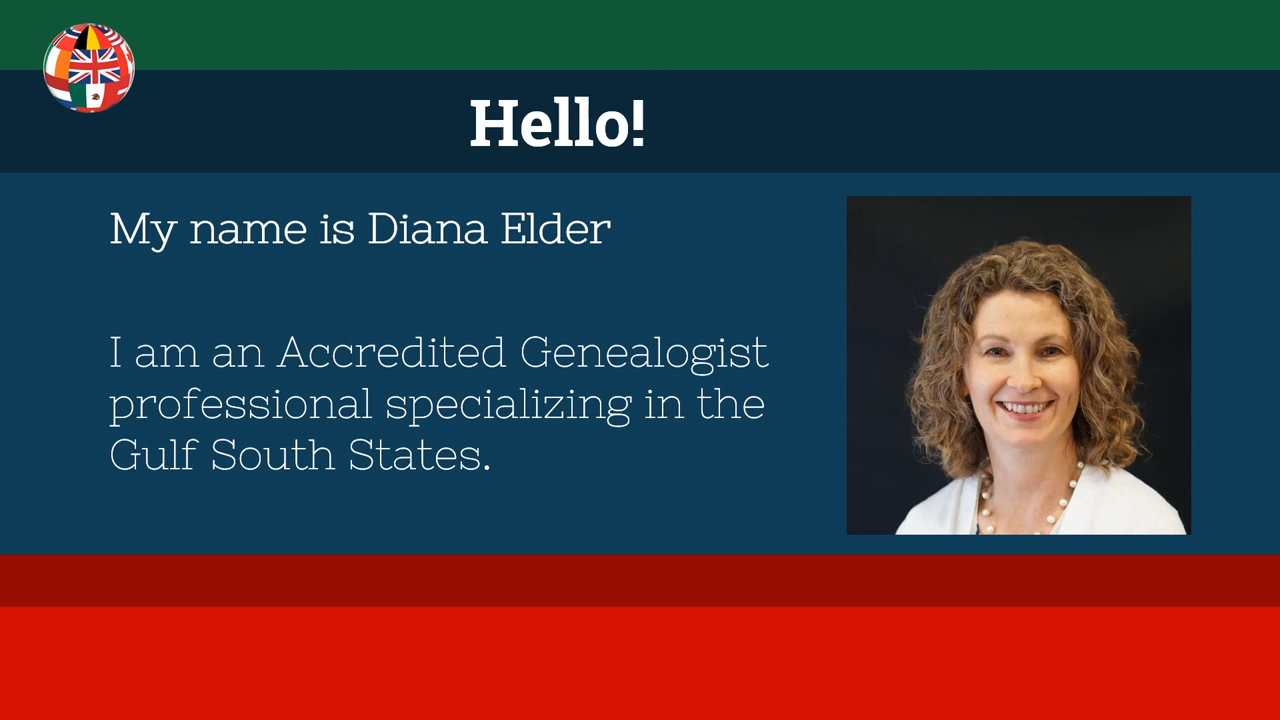 Hello!
My name is Diana Elder
I am an Accredited Genealogist
professional specializing in the
Gulf South States.